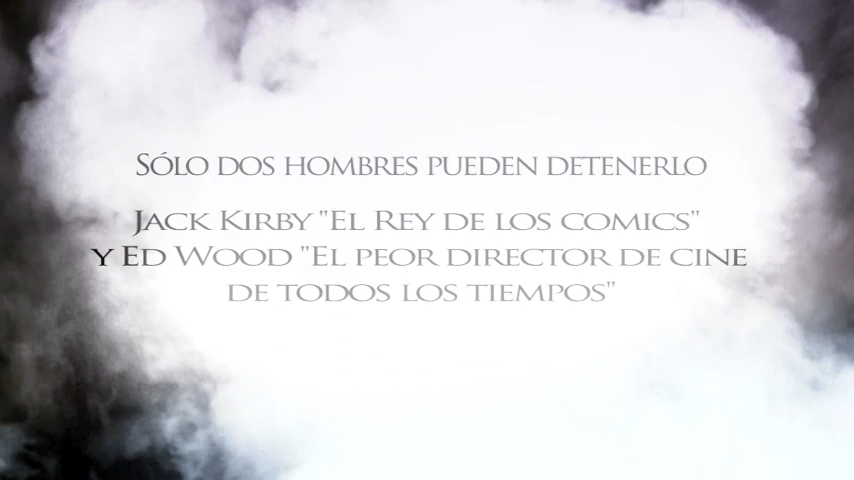 Sólo dos hombres pueden detenerlo
Jack Kirby "El Rey de los comics"
y Ed Wood "El peor director de cine
de todos los tiempos"